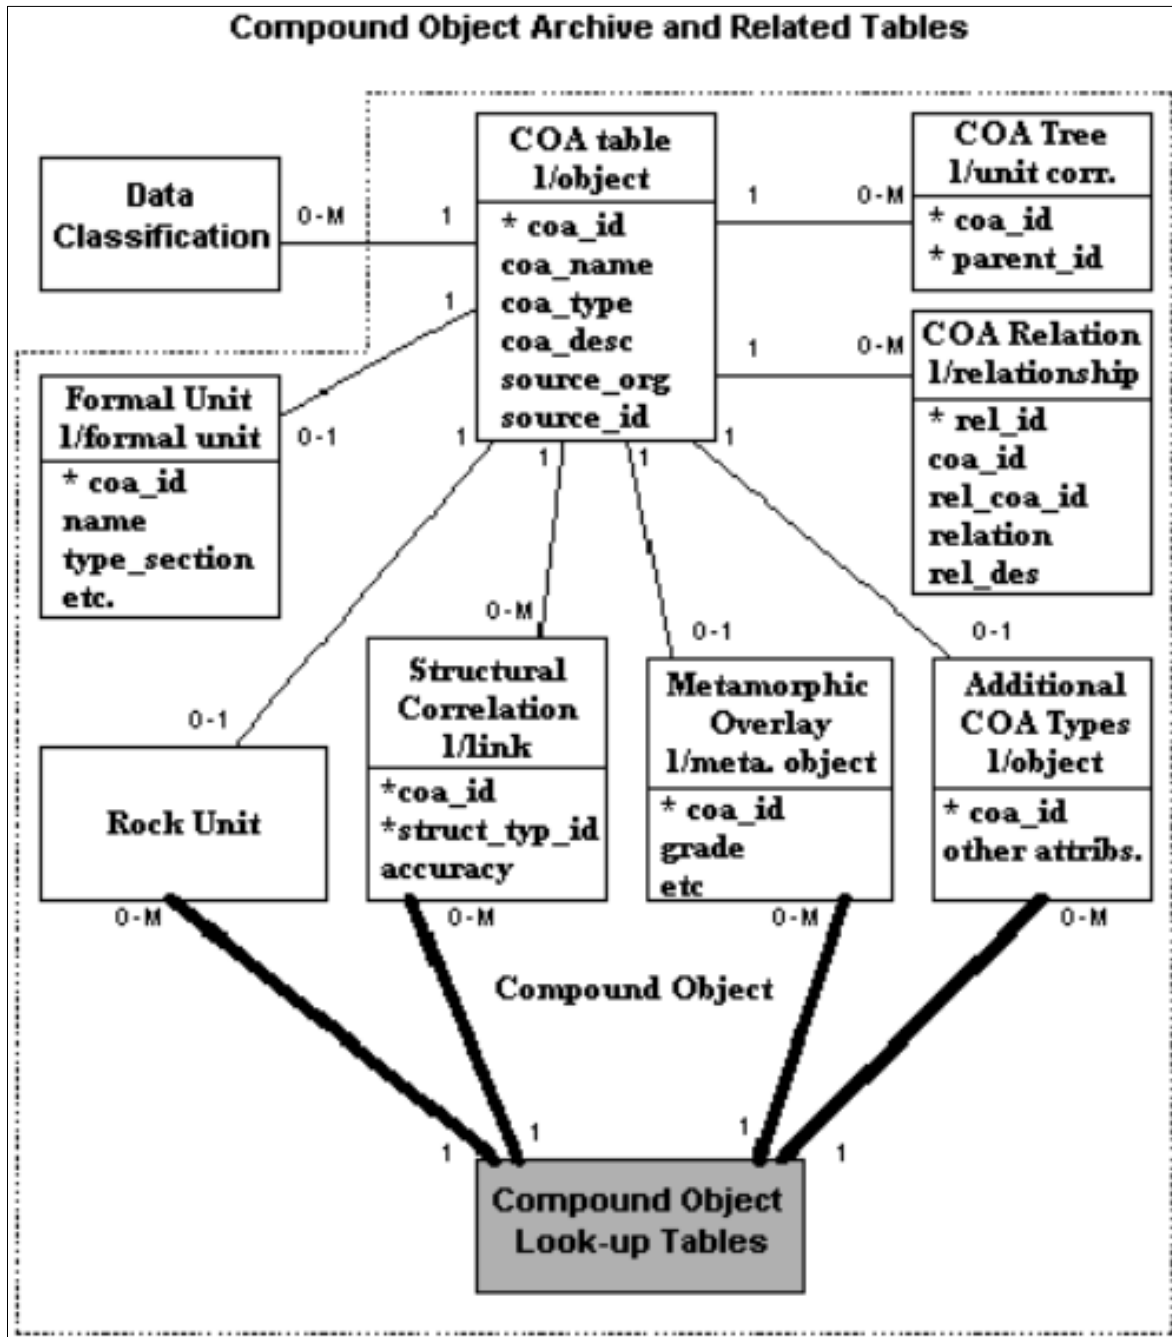 Compound Object Archive and Related Tables
Data
Classification
0-M
1
COA table
1/object
* coa_id
coa_name
coa_type
coa_desc
source_org
source_id
1
0-M
COA Tree
1/unit corr.
* coa_id
* parent_id
1
0-M
COA Relation
1/relationship
* rel_id
coa_id
rel_coa_id
relation
rel_des
1
0-1
Formal Unit
1/formal unit
* coa_id
name
type_section
etc.
1
1
1
1
0-1
0-M
0-1
0-1
Rock Unit
Structural
Correlation
1/link
*coa_id
*struct_typ_id
accuracy
Metamorphic
Overlay
1/meta. object
* coa_id
grade
etc
Additional
COA Types
1/object
* coa_id
other attribs.
0-M
0-M
0-M
0-M
Compound Object
1
1
1
1
Compound Object
Look-up Tables